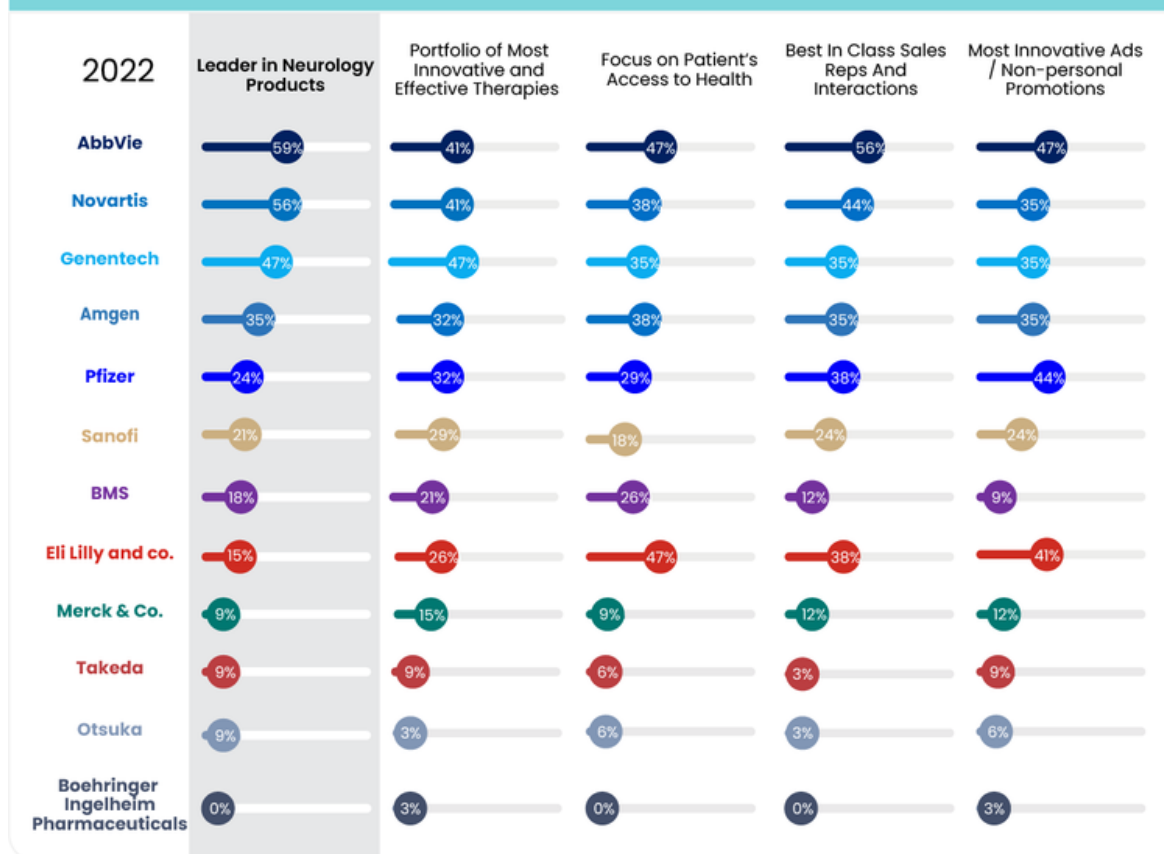 2022
Leader in Neurology
Products
Portfolio of Most
Innovative and
Effective Therapies
Focus on Patient's
Access to Health
Best In Class Sales
Reps And
Interactions
Most Innovative Ads
/ Non-personal
Promotions
AbbVie
59%
41%
47%
56%
47%
Novartis
56%
41%
38%
44%
35%
Genentech
47%
47%
35%
35%
35%
Amgen
35%
32%
38%
35%
35%
Pfizer
24%
32%
29%
38%
44%
Sanofi
21%
29%
18%
24%
24%
BMS
18%
21%
26%
12%
9%
Eli Lilly and co.
15%
26%
47%
38%
41%
Merck & Co.
9%
15%
9%
12%
12%
Takeda
9%
9%
6%
3%
9%
Otsuka
9%
3%
6%
3%
6%
Boehringer
Ingelheim
Pharmaceuticals
0%
3%
0%
0%
3%